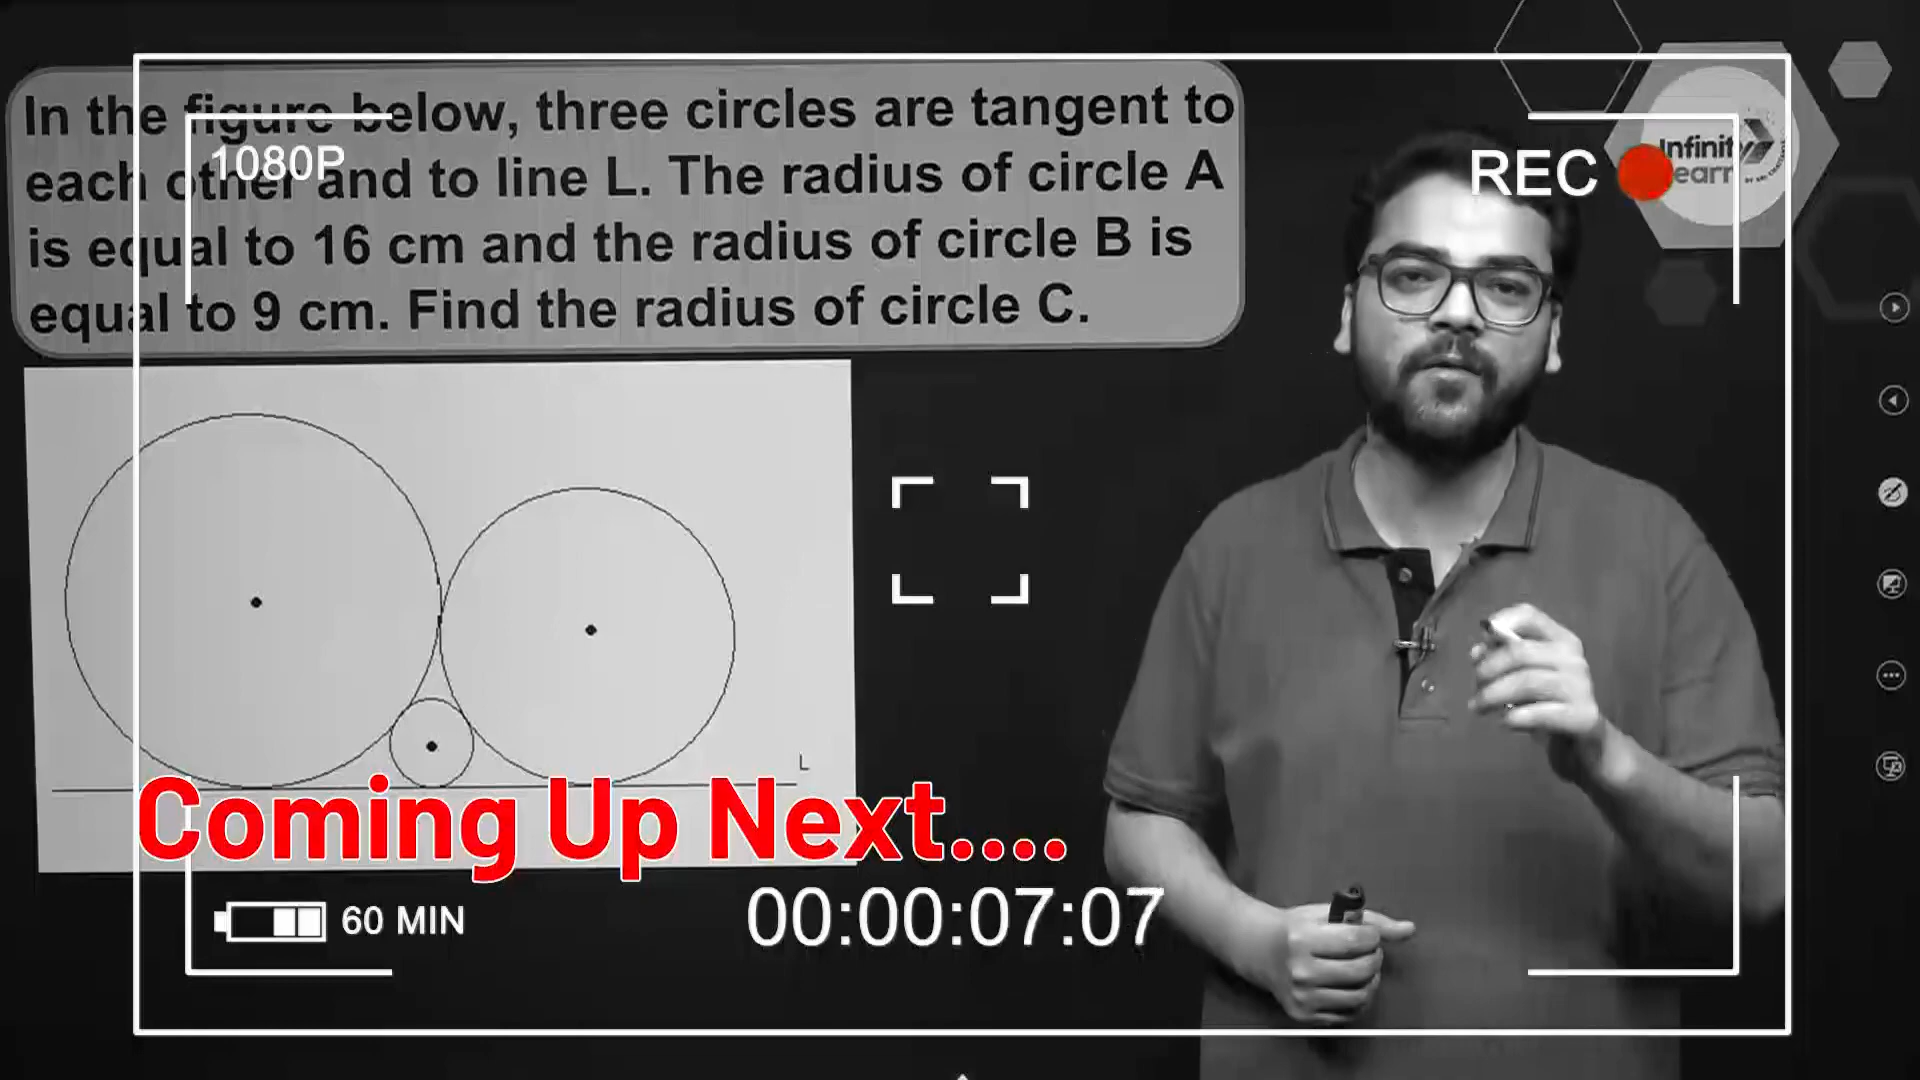 In the figure below, three circles are tangent to
each other and to line L. The radius of circle A
is equal to 16 cm and the radius of circle B is
equal to 9 cm. Find the radius of circle C.
1080P
REC
Infinity
Learn
L
Coming Up Next....
60 MIN
00:00:07:07